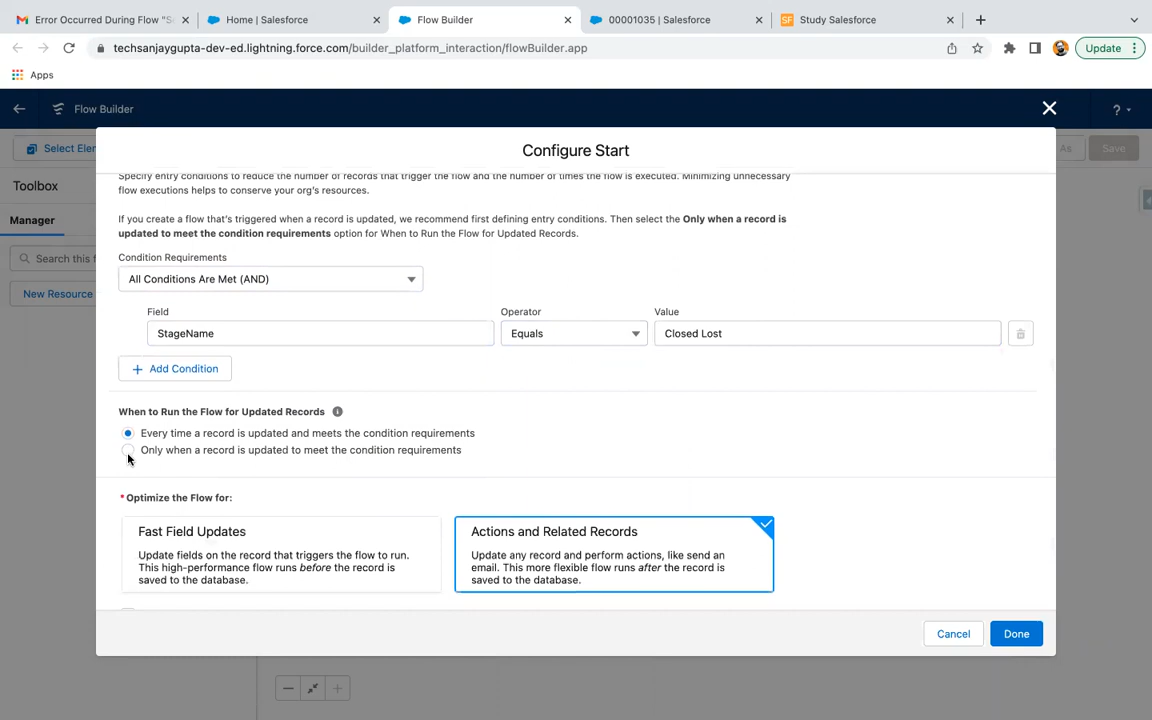 Error Occurred During Flow "S
Home | Salesforce
Flow Builder
00001035 | Salesforce
SF
Study Salesforce
techsanjaygupta-dev-ed.lightning.force.com/builder_platform_interaction/flowBuilder.app
Update
Apps
Flow Builder
?
Select Elem
As
Save
Configure Start
Toolbox
Manager
Search this f
New Resource
Specify entry conditions to reduce the number of records that trigger the flow and the number of times the flow is executed. Minimizing unnecessary
flow executions helps to conserve your org's resources.
If you create a flow that's triggered when a record is updated, we recommend first defining entry conditions. Then select the Only when a record is
updated to meet the condition requirements option for When to Run the Flow for Updated Records.
Condition Requirements
All Conditions Are Met (AND)
Field
Operator
Value
StageName
Equals
Closed Lost
+ Add Condition
When to Run the Flow for Updated Records
Every time a record is updated and meets the condition requirements
Only when a record is updated to meet the condition requirements
* Optimize the Flow for:
Fast Field Updates
Update fields on the record that triggers the flow to run.
This high-performance flow runs before the record is
saved to the database.
Actions and Related Records
Update any record and perform actions, like send an
email. This more flexible flow runs after the record is
saved to the database.
Cancel
Done